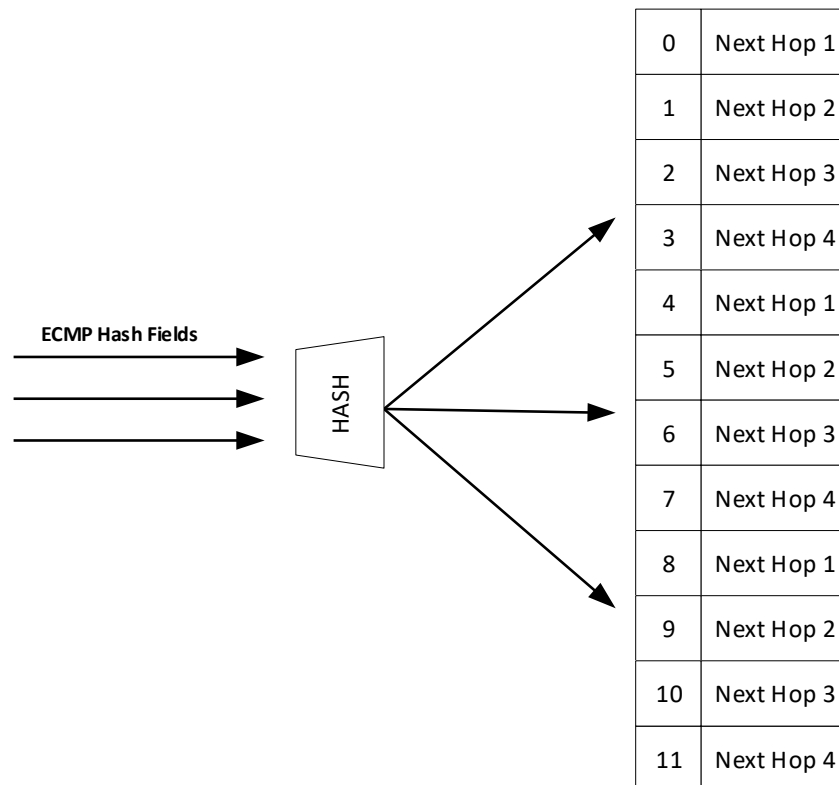 0 Next Hop 1
1 Next Hop 2
2 Next Hop 3
3 Next Hop 4
4 Next Hop 1
ECMP Hash Fields
5 Next Hop 2
HASH
6 Next Hop 3
7 Next Hop 4
8 Next Hop 1
9 Next Hop 2
10 Next Hop 3
11 Next Hop 4